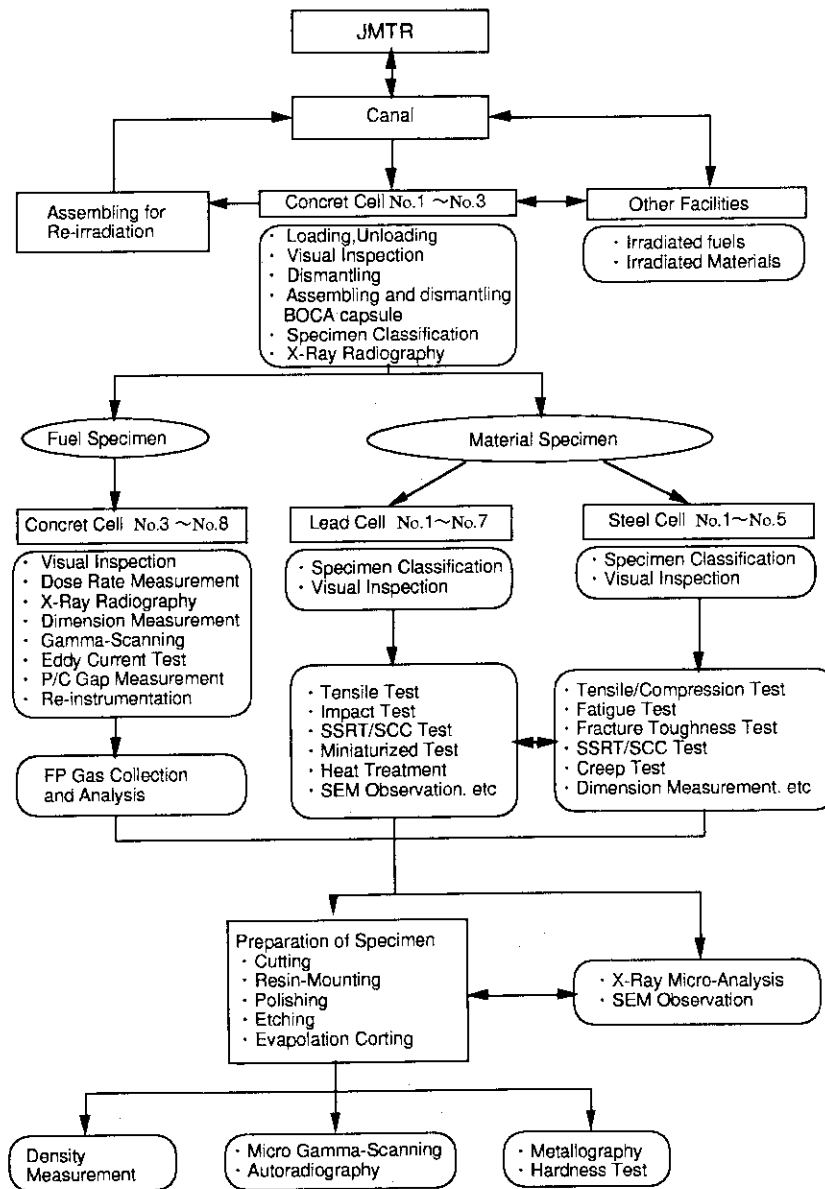 JMTR
Canal
Assembling for
Re-irradiation
Concret Cell No.1 ～No.3
Other Facilities
・ Loading,Unloading
・ Visual Inspection
・ Dismantling
・ Assembling and dismantling
BOCA capsule
・ Specimen Classification
・ X-Ray Radiography
・ Irradiated fuels
・ Irradiated Materials
Fuel Specimen
Material Specimen
Concret Cell No.3 ～No.8
Lead Cell No.1～No.7
Steel Cell No.1～No.5
・ Visual Inspection
・ Dose Rate Measurement
・ X-Ray Radiography
・ Dimension Measurement
・ Gamma-Scanning
・ Eddy Current Test
・ P/C Gap Measurement
・ Re-instrumentation
・ Specimen Classification
・ Visual Inspection
・ Specimen Classification
・ Visual Inspection
・ Tensile Test
・ Impact Test
・ SSRT/SCC Test
・ Miniaturized Test
・ Heat Treatment
・ SEM Observation. etc
・ Tensile/Compression Test
・ Fatigue Test
・ Fracture Toughness Test
・ SSRT/SCC Test
・ Creep Test
・ Dimension Measurement. etc
FP Gas Collection
and Analysis
Preparation of Specimen
・ Cutting
・ Resin-Mounting
・ Polishing
・ Etching
・ Evapolation Corting
・ X-Ray Micro-Analysis
・ SEM Observation
Density
Measurement
・ Micro Gamma-Scanning
・ Autoradiography
・ Metallography
・ Hardness Test